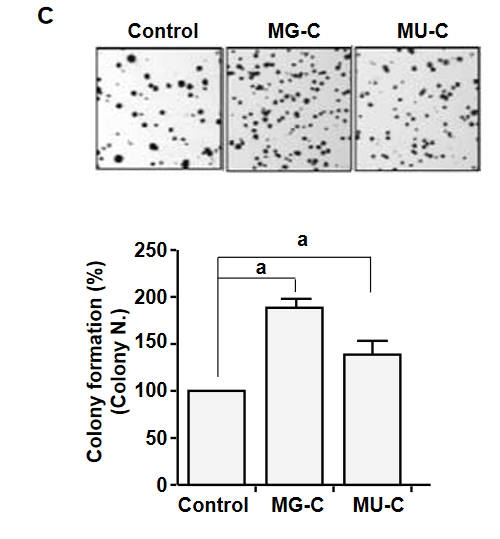 C
Control MG-C MU-C
a
a
Colony formation (%)
(Colony N.)
250
200
150
100
50
0
Control MG-C MU-C